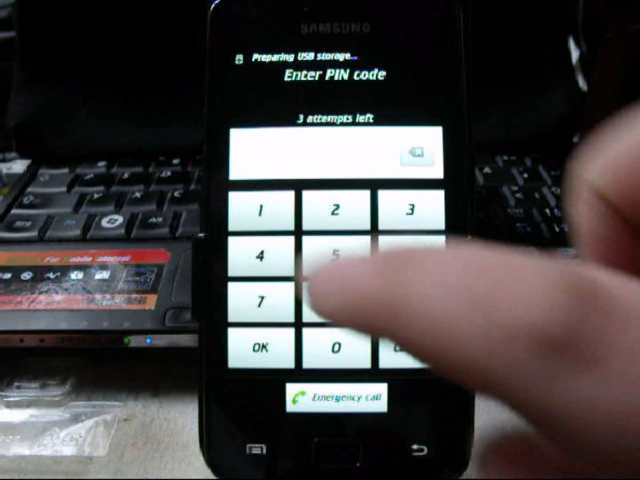 SAMSUNG
Preparing USB storage...
Enter PIN code
3 attempts left
1 2 3
4 5
7
OK 0
Emergency call